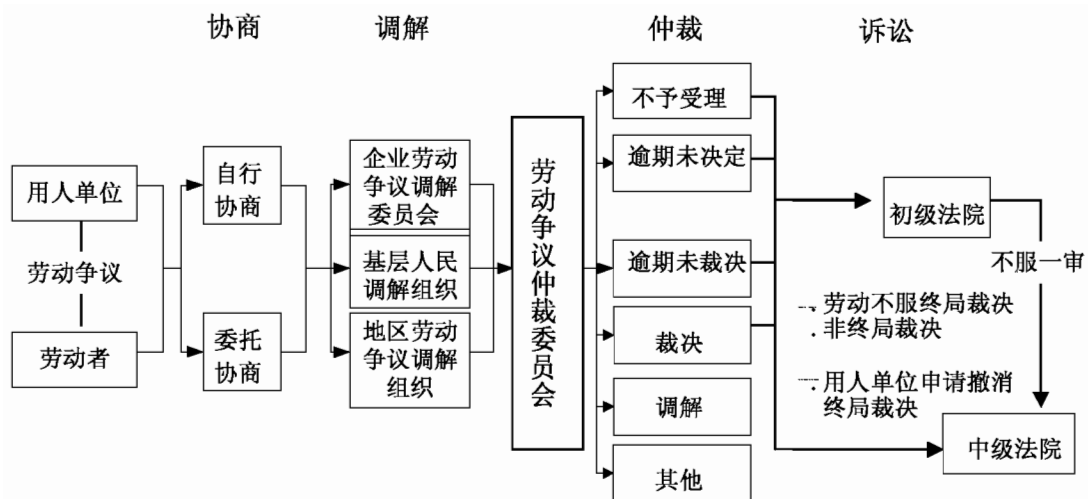 协商
调解
仲裁
诉讼
用人单位
劳动争议
劳动者
自行
协商
委托
协商
企业劳动
争议调解
委员会
基层人民
调解组织
地区劳动
争议调解
组织
劳动争议仲裁委员会
不予受理
逾期未决定
逾期未裁决
裁决
调解
其他
初级法院
不服一审
劳动不服终局裁决
非终局裁决
用人单位申请撤消
终局裁决
中级法院